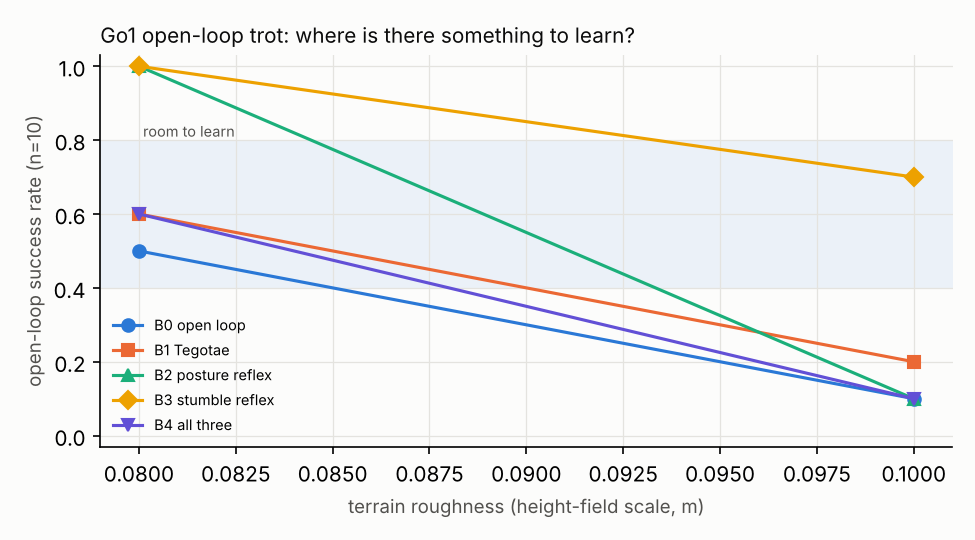 Go1 open-loop trot: where is there something to learn?
open-loop success rate (n=10)
1.0
0.8
0.6
0.4
0.2
0.0
room to learn
B0 open loop
B1 Tegotae
B2 posture reflex
B3 stumble reflex
B4 all three
0.0800 0.0825 0.0850 0.0875 0.0900 0.0925 0.0950 0.0975 0.1000
terrain roughness (height-field scale, m)